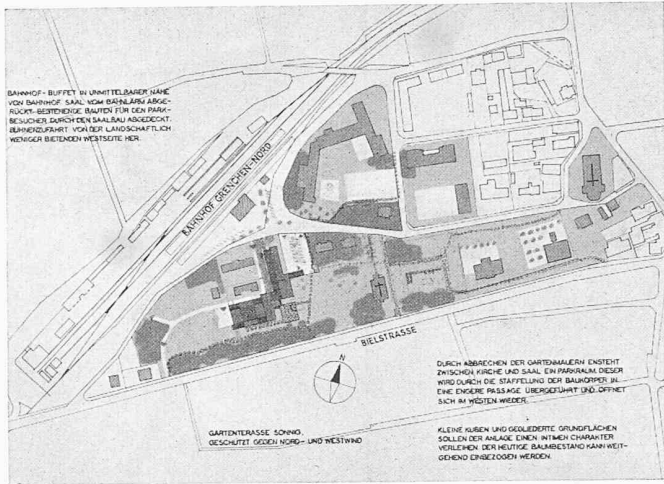 BAHNHOF-BUFFET IN UNMITTELBARER NÄHE
VON BAHNHOF. SAAL VOM BAHNLÄRM ABGE-
RÜCKT. BESTEHENDE BAUTEN FÜR DEN PARK-
BESUCHER DURCH DEN SAALBAU ABGEDECKT.
BÜHNENZUFAHRT VON DER LANDSCHAFTLICH
WENIGER BIETENDEN WESTSEITE HER.
BAHNHOF GRENCHEN-NORD
BIELSTRASSE
N
DURCH ABBRECHEN DER GARTENMAUERN ENSTEHT
ZWISCHEN KIRCHE UND SAAL EIN PARKRAUM. DIESER
WIRD DURCH DIE STAFFELUNG DER BAUKÖRPER IN
EINE ENGERE PASSAGE ÜBERGEFÜHRT UND ÖFFNET
SICH IM WESTEN WIEDER.
GARTENTERASSE SONNIG,
GESCHÜTZT GEGEN NORD- UND WESTWIND
KLEINE KUBEN UND GEGLIEDERTE GRUNDFLÄCHEN
SOLLEN DER ANLAGE EINEN INTIMEN CHARAKTER
VERLEIHEN. DER HEUTIGE BAUMBESTAND KANN WEIT-
GEHEND EINBEZOGEN WERDEN.